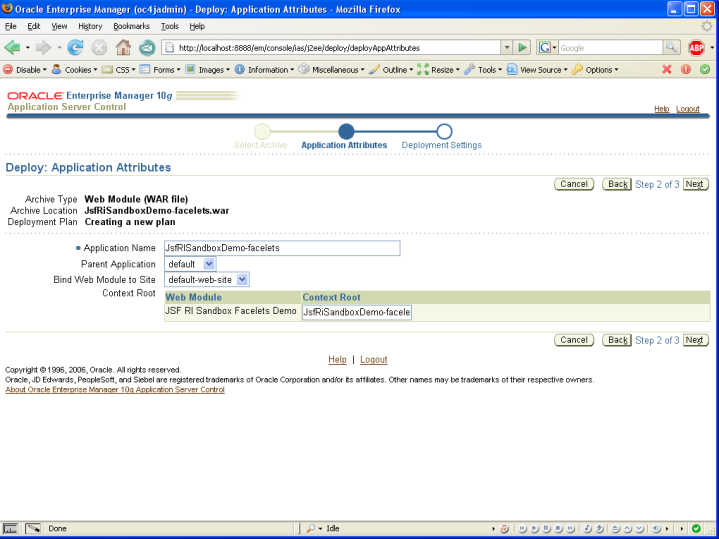 Oracle Enterprise Manager (oc4jadmin) - Deploy: Application Attributes - Mozilla Firefox
File Edit View History Bookmarks Tools Help
http://localhost:8888/em/console/ias/j2ee/deploy/deployAppAttributes
Google
ABP
Disable Cookies CSS Forms Images Information Miscellaneous Outline Resize Tools View Source Options
ORACLE Enterprise Manager 10g
Application Server Control
Help Logout
Select Archive Application Attributes Deployment Settings
Deploy: Application Attributes
Cancel Back Step 2 of 3 Next
Archive Type Web Module (WAR file)
Archive Location JsfRiSandboxDemo-facelets.war
Deployment Plan Creating a new plan
Application Name JsfRISandboxDemo-facelets
Parent Application default
Bind Web Module to Site default-web-site
Context Root
Web Module Context Root
JSF RI Sandbox Facelets Demo JsfRiSandboxDemo-facele
Cancel Back Step 2 of 3 Next
Help | Logout
Copyright © 1996, 2006, Oracle. All rights reserved.
Oracle, JD Edwards, PeopleSoft, and Siebel are registered trademarks of Oracle Corporation and/or its affiliates. Other names may be trademarks of their respective owners.
About Oracle Enterprise Manager 10g Application Server Control
Done Idle